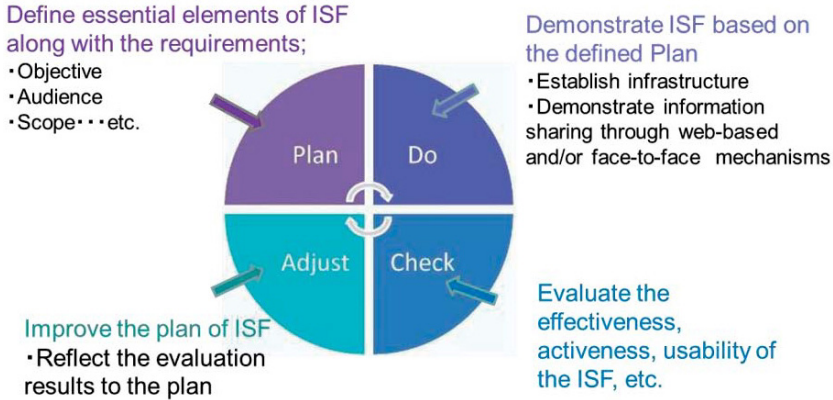 Define essential elements of ISF
along with the requirements;
・Objective
・Audience
・Scope・・・etc.
Demonstrate ISF based on
the defined Plan
・Establish infrastructure
・Demonstrate information
sharing through web-based
and/or face-to-face mechanisms
Plan
Do
Adjust
Check
Improve the plan of ISF
・Reflect the evaluation
results to the plan
Evaluate the
effectiveness,
activeness, usability of
the ISF, etc.